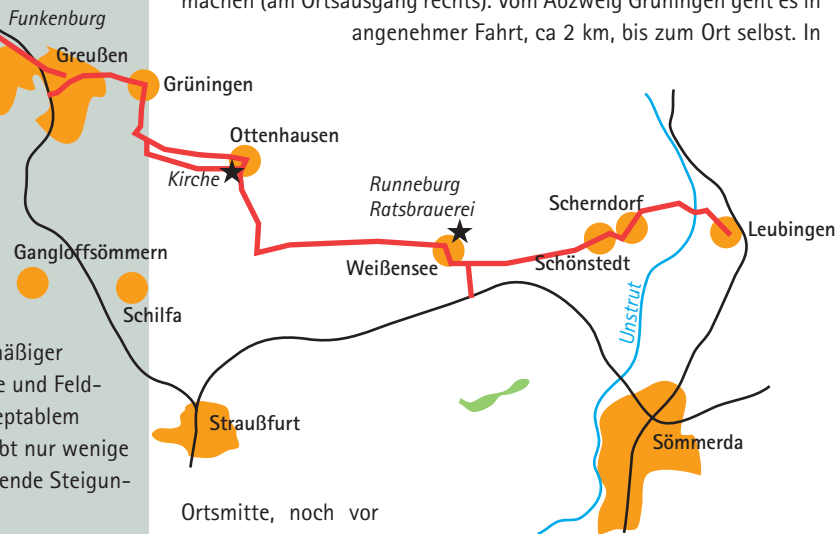 machen (am Ortsausgang rechts). Vom Abzweig Grüningen geht es in
angenehmer Fahrt, ca 2 km, bis zum Ort selbst. In
Funkenburg
Greußen
Grüningen
Ottenhausen
Kirche
Runneburg
Ratsbrauerei
Scherndorf
Leubingen
Weißensee
Schönstedt
Gangloffsömmern
Schilfa
Unstrut
Straußfurt
Sömmerda
mäßiger
e und Feld-
eptablem
bt nur wenige
ende Steigun-
Ortsmitte, noch vor